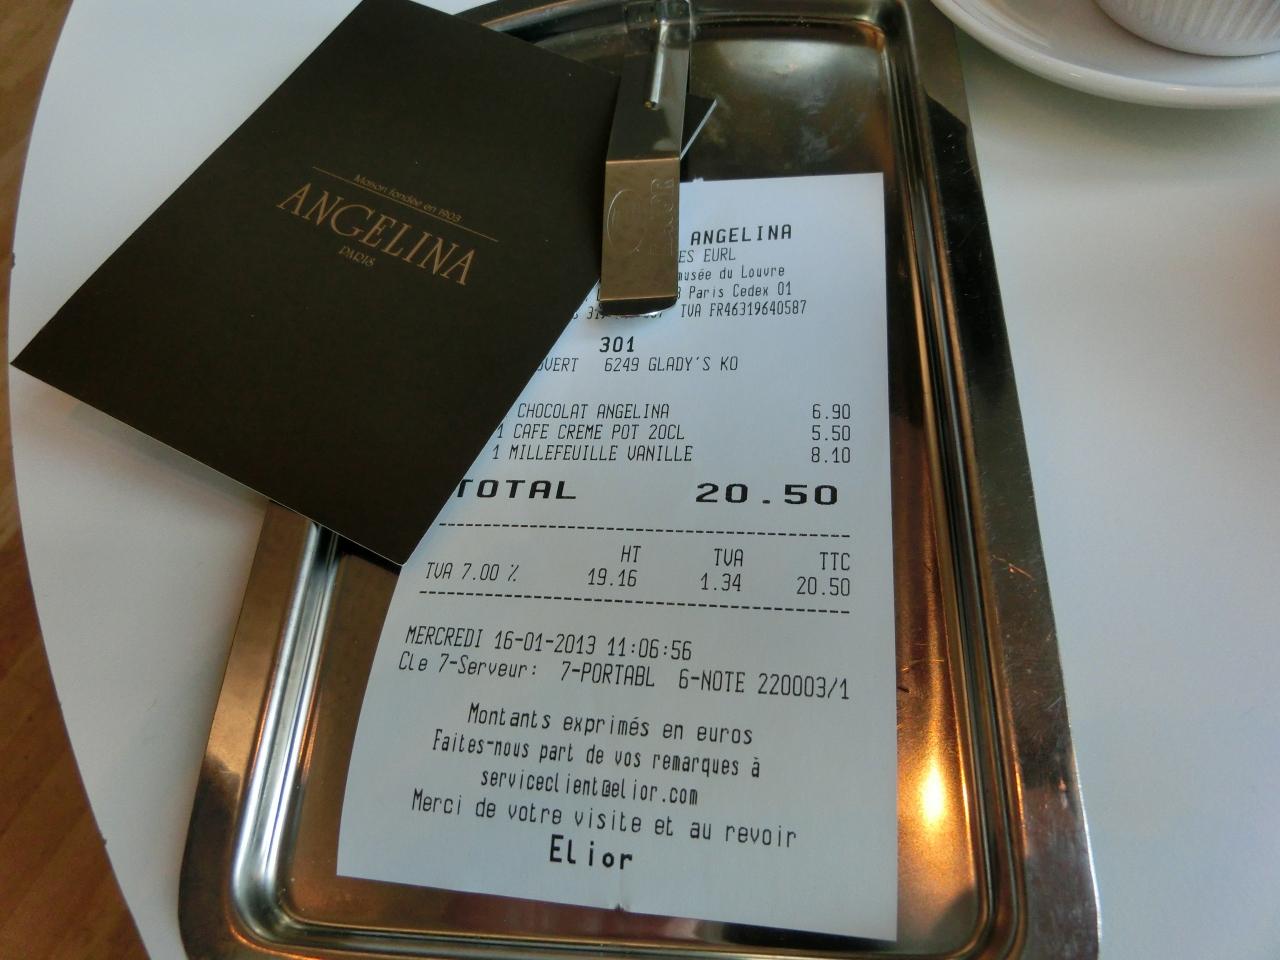 Maison fondée en 1903
ANGELINA
PARIS
ANGELINA
ES EURL
musée du Louvre
Paris Cedex 01
TVA FR46319640587
301
6249 GLADY'S KO
CHOCOLAT ANGELINA 6.90
1 CAFE CREME POT 20CL 5.50
1 MILLEFEUILLE VANILLE 8.10
TOTAL 20.50
HT TVA TTC
TVA 7.00 % 19.16 1.34 20.50
MERCREDI 16-01-2013 11:06:56
Cle 7-Serveur: 7-PORTABL 6-NOTE 220003/1
Montants exprimés en euros
Faites-nous part de vos remarques à
serviceclient@elior.com
Merci de votre visite et au revoir
Elior